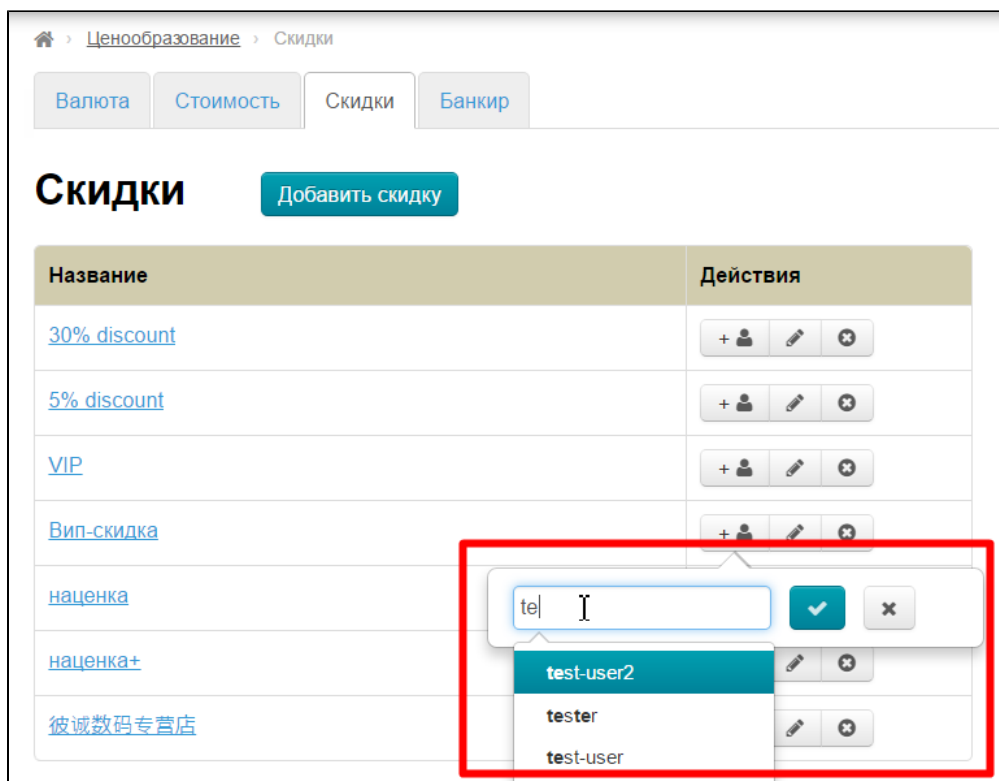 Ценообразование › Скидки
Валюта Стоимость Скидки Банкир
Скидки Добавить скидку
Название Действия
30% discount +
5% discount +
VIP +
Вип-скидка +
наценка
te
наценка+
test-user2
tester
彼诚数码专营店
test-user